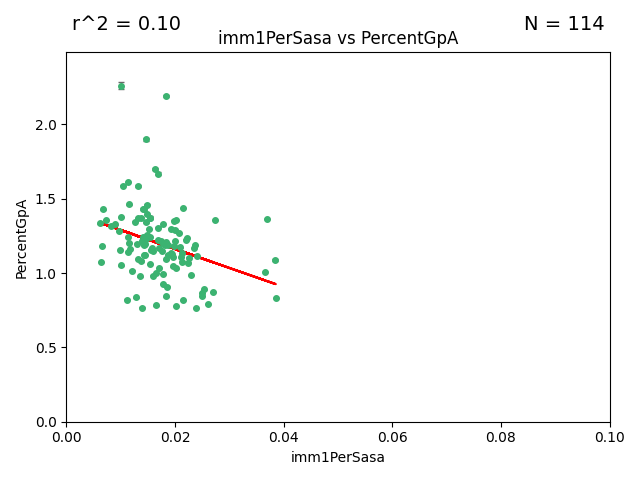 r^2 = 0.10
N = 114
imm1PerSasa vs PercentGpA
PercentGpA
2.0
1.5
1.0
0.5
0.0
0.00 0.02 0.04 0.06 0.08 0.10
imm1PerSasa